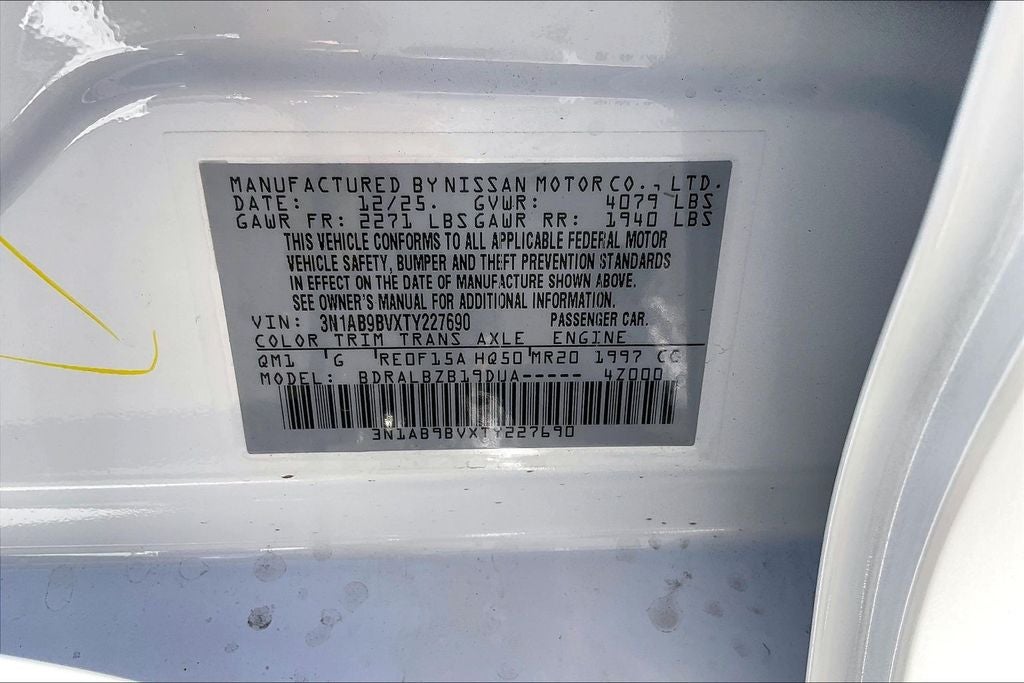 MANUFACTURED BY NISSAN MOTOR CO., LTD.
DATE: 12/25. GVWR: 4079 LBS
GAWR FR: 2271 LBS GAWR RR: 1940 LBS
THIS VEHICLE CONFORMS TO ALL APPLICABLE FEDERAL MOTOR
VEHICLE SAFETY, BUMPER AND THEFT PREVENTION STANDARDS
IN EFFECT ON THE DATE OF MANUFACTURE SHOWN ABOVE.
SEE OWNER'S MANUAL FOR ADDITIONAL INFORMATION.
VIN: 3N1AB9BVXTY227690 PASSENGER CAR.
COLOR TRIM TRANS AXLE ENGINE
QM1 G RE0F15A HQ50 MR20 1997 CC
MODEL: BDRALBZB19DUA----- 4Z000
3N1AB9BVXTY227690